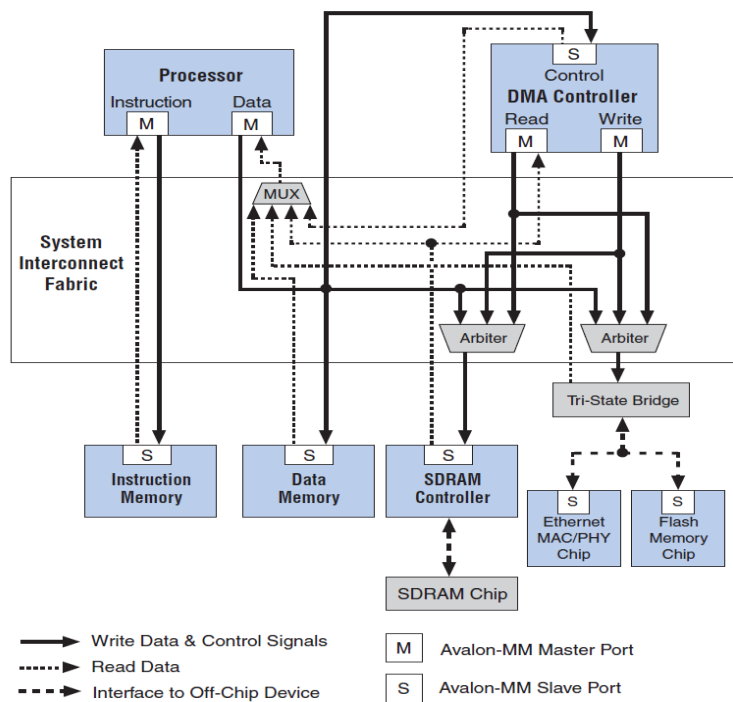 Processor
Instruction Data
M M
S
Control
DMA Controller
Read Write
M M
MUX
System
Interconnect
Fabric
Arbiter Arbiter
Tri-State Bridge
S
Instruction
Memory
S
Data
Memory
S
SDRAM
Controller
S
Ethernet
MAC/PHY
Chip
S
Flash
Memory
Chip
SDRAM Chip
Write Data & Control Signals
Read Data
Interface to Off-Chip Device
M Avalon-MM Master Port
S Avalon-MM Slave Port